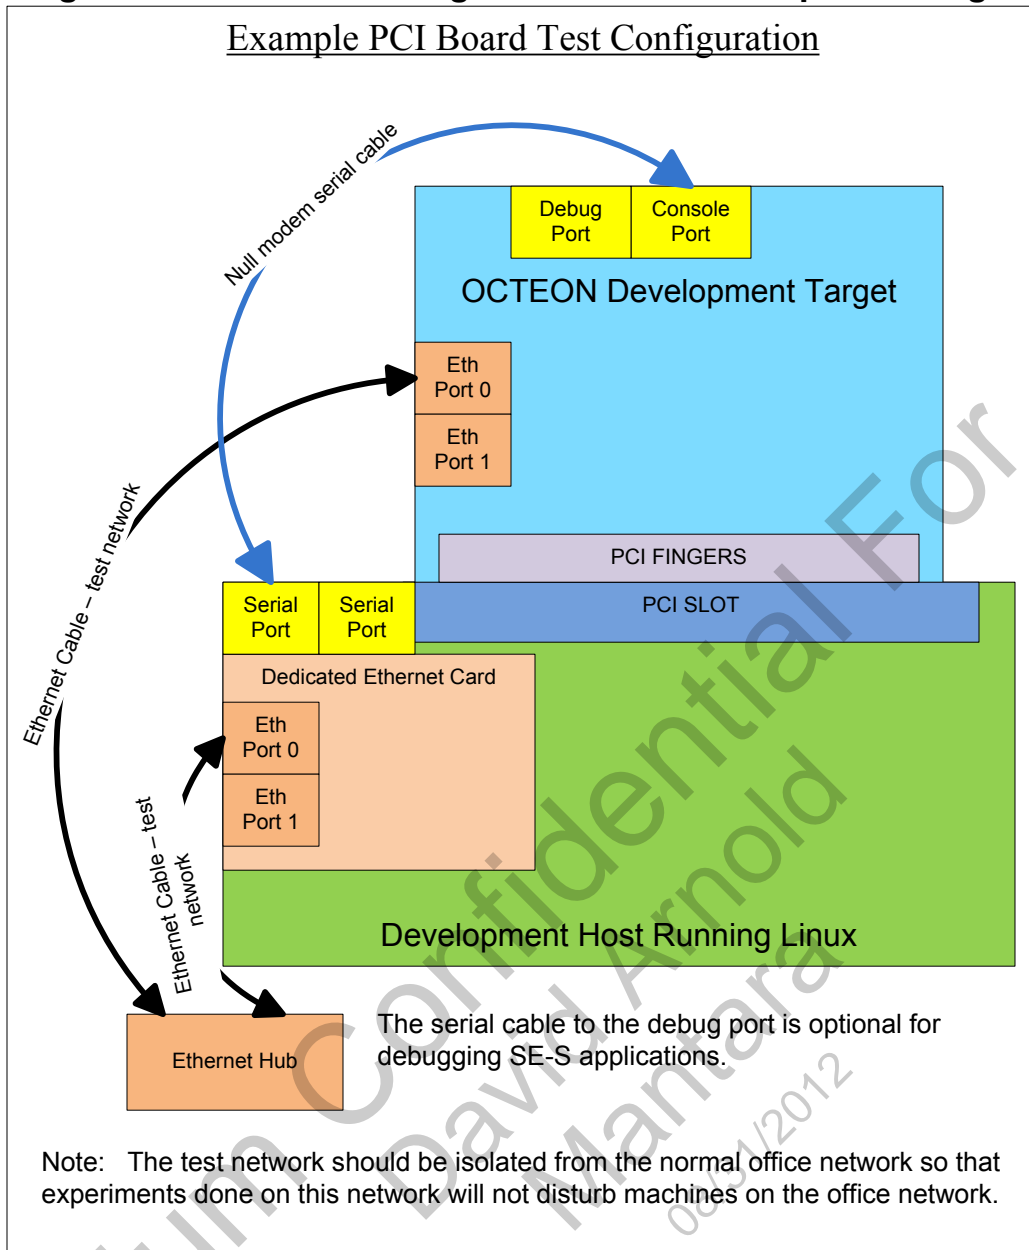 Example PCI Board Test Configuration
Null modem serial cable
Debug
Port
Console
Port
OCTEON Development Target
Eth
Port 0
Eth
Port 1
Ethernet Cable – test network
PCI FINGERS
PCI SLOT
Serial
Port
Serial
Port
Dedicated Ethernet Card
Eth
Port 0
Eth
Port 1
Ethernet Cable – test
network
Development Host Running Linux
Ethernet Hub
The serial cable to the debug port is optional for
debugging SE-S applications.
Note: The test network should be isolated from the normal office network so that
experiments done on this network will not disturb machines on the office network.
Confidential For
David Arnold
Mantara
08/31/2012